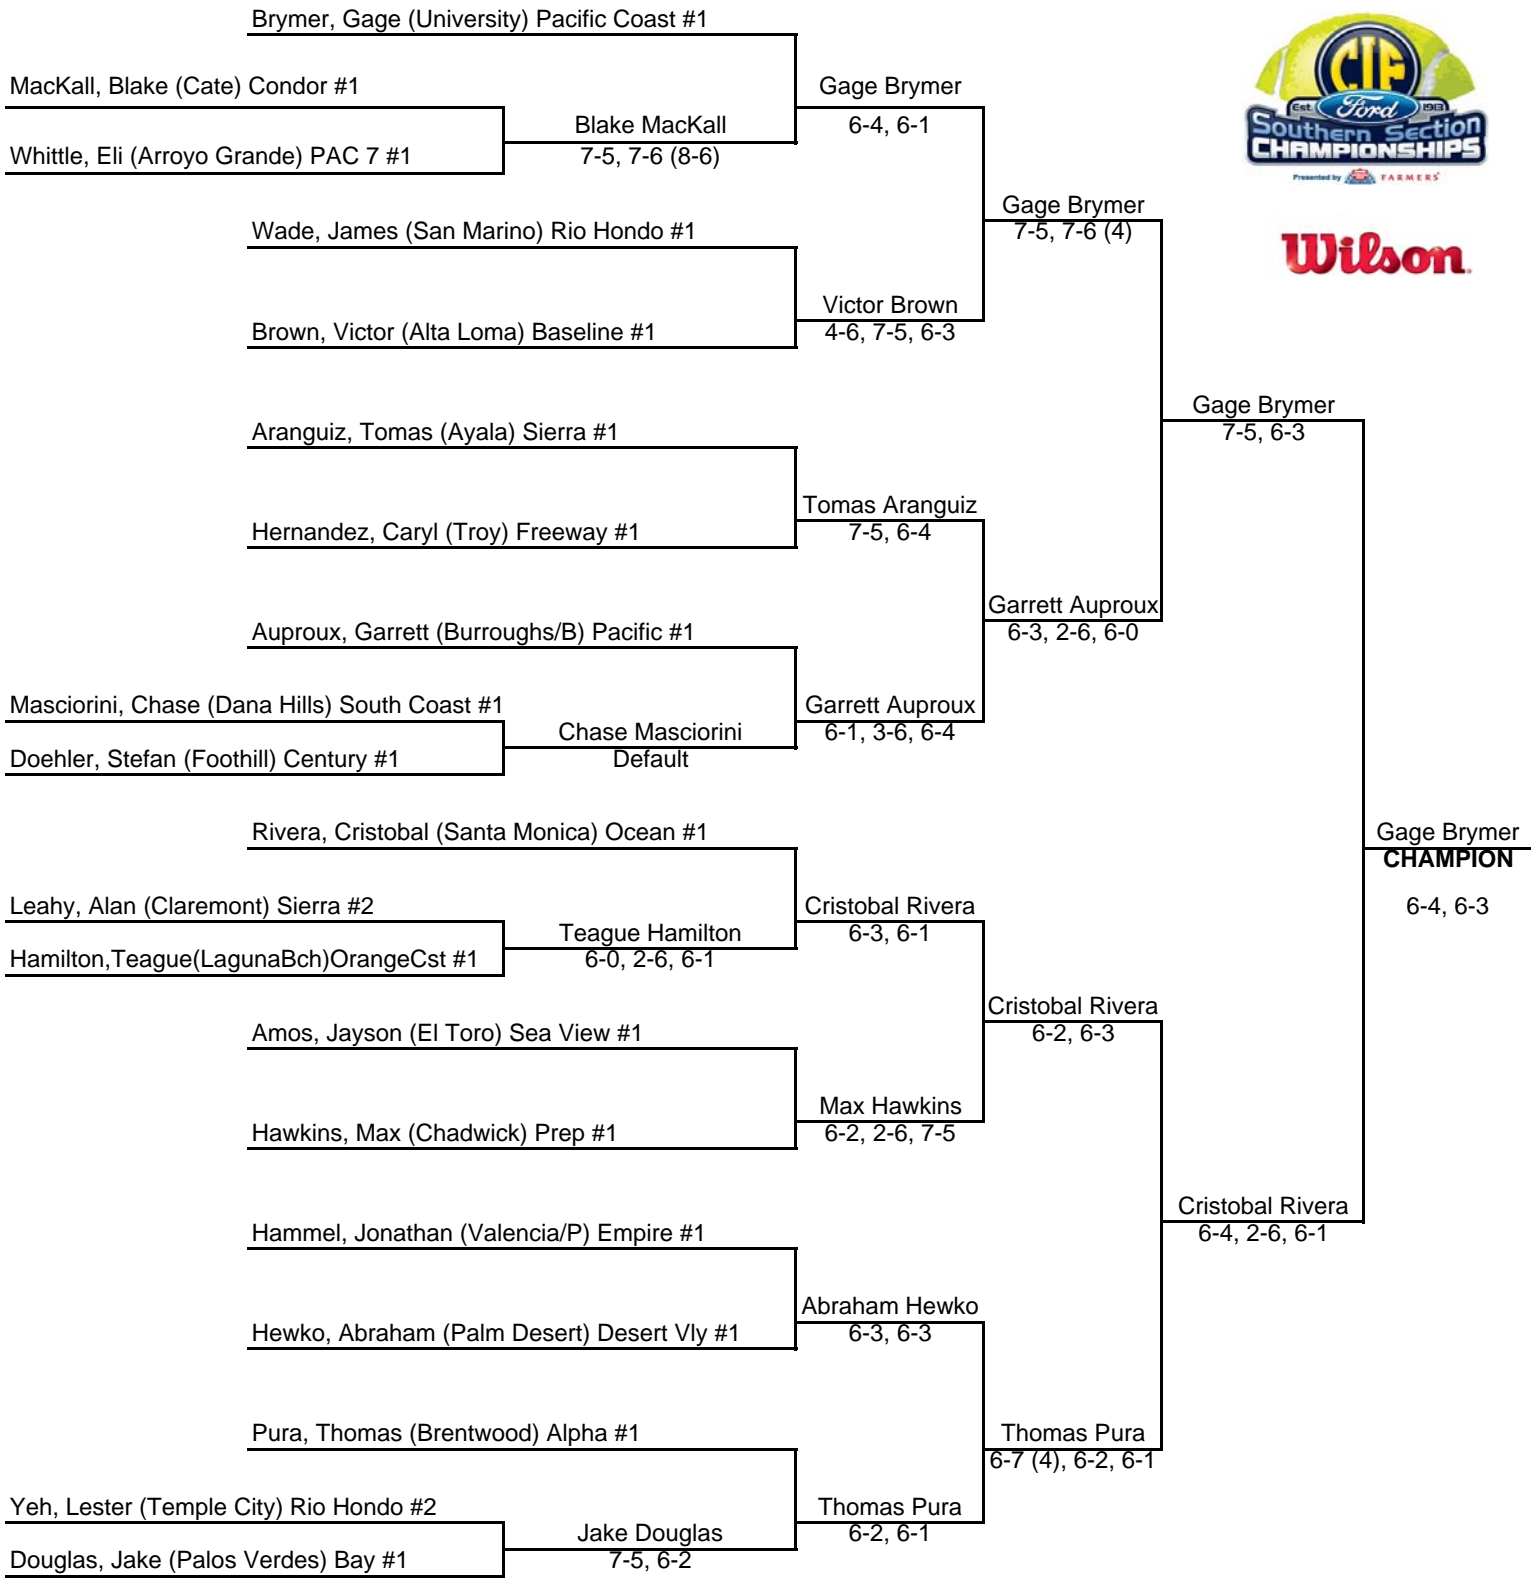 Brymer, Gage (University) Pacific Coast #1
MacKall, Blake (Cate) Condor #1
Gage Brymer
6-4, 6-1
Blake MacKall
7-5, 7-6 (8-6)
Whittle, Eli (Arroyo Grande) PAC 7 #1
CIF
Est. Ford 1913
Southern Section
CHAMPIONSHIPS
Presented by FARMERS
Wilson
Wade, James (San Marino) Rio Hondo #1
Gage Brymer
7-5, 7-6 (4)
Victor Brown
4-6, 7-5, 6-3
Brown, Victor (Alta Loma) Baseline #1
Gage Brymer
7-5, 6-3
Aranguiz, Tomas (Ayala) Sierra #1
Tomas Aranguiz
7-5, 6-4
Hernandez, Caryl (Troy) Freeway #1
Garrett Auproux
6-3, 2-6, 6-0
Auproux, Garrett (Burroughs/B) Pacific #1
Masciorini, Chase (Dana Hills) South Coast #1
Garrett Auproux
6-1, 3-6, 6-4
Chase Masciorini
Default
Doehler, Stefan (Foothill) Century #1
Rivera, Cristobal (Santa Monica) Ocean #1
Gage Brymer
CHAMPION
6-4, 6-3
Leahy, Alan (Claremont) Sierra #2
Cristobal Rivera
6-3, 6-1
Teague Hamilton
6-0, 2-6, 6-1
Hamilton,Teague(LagunaBch)OrangeCst #1
Cristobal Rivera
6-2, 6-3
Amos, Jayson (El Toro) Sea View #1
Max Hawkins
6-2, 2-6, 7-5
Hawkins, Max (Chadwick) Prep #1
Cristobal Rivera
6-4, 2-6, 6-1
Hammel, Jonathan (Valencia/P) Empire #1
Abraham Hewko
6-3, 6-3
Hewko, Abraham (Palm Desert) Desert Vly #1
Pura, Thomas (Brentwood) Alpha #1
Thomas Pura
6-7 (4), 6-2, 6-1
Yeh, Lester (Temple City) Rio Hondo #2
Thomas Pura
6-2, 6-1
Jake Douglas
7-5, 6-2
Douglas, Jake (Palos Verdes) Bay #1